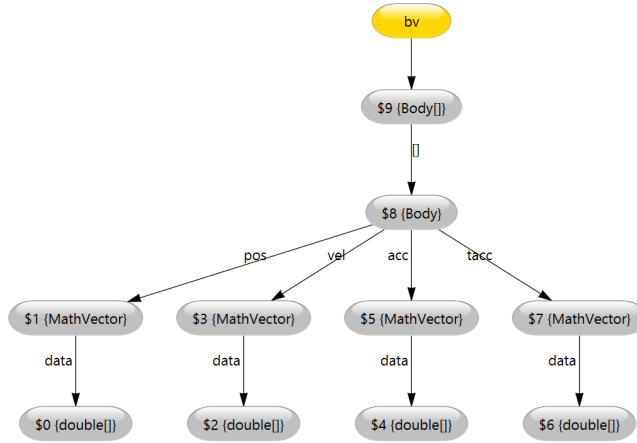 bv
$9 {Body[]}
[]
$8 {Body}
pos vel acc tacc
$1 {MathVector} $3 {MathVector} $5 {MathVector} $7 {MathVector}
data data data data
$0 {double[]} $2 {double[]} $4 {double[]} $6 {double[]}